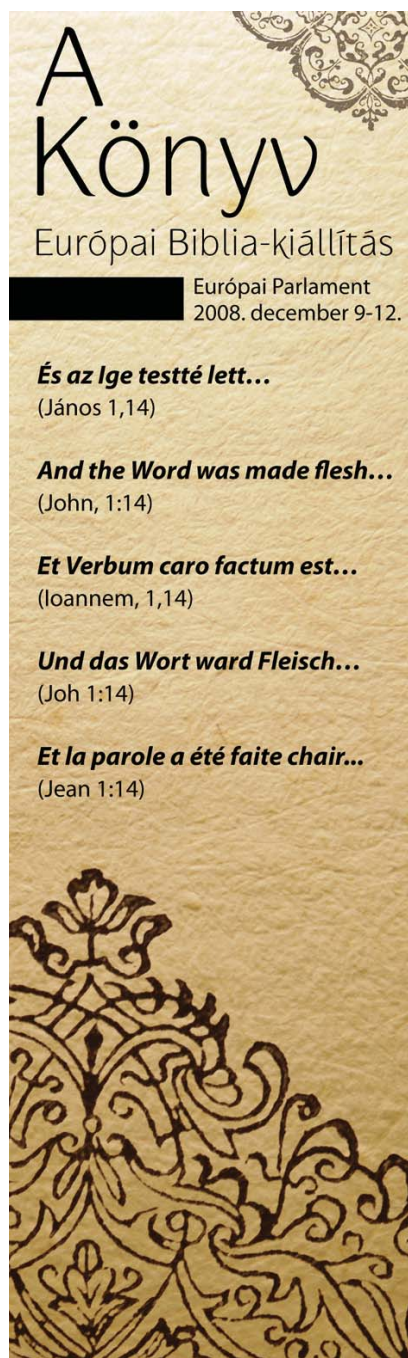 A
Könyv
Európai Biblia-kiállítás
Európai Parlament
2008. december 9-12.
És az Ige testté lett…
(János 1,14)
And the Word was made flesh…
(John, 1:14)
Et Verbum caro factum est…
(Ioannem, 1,14)
Und das Wort ward Fleisch…
(Joh 1:14)
Et la parole a été faite chair...
(Jean 1:14)